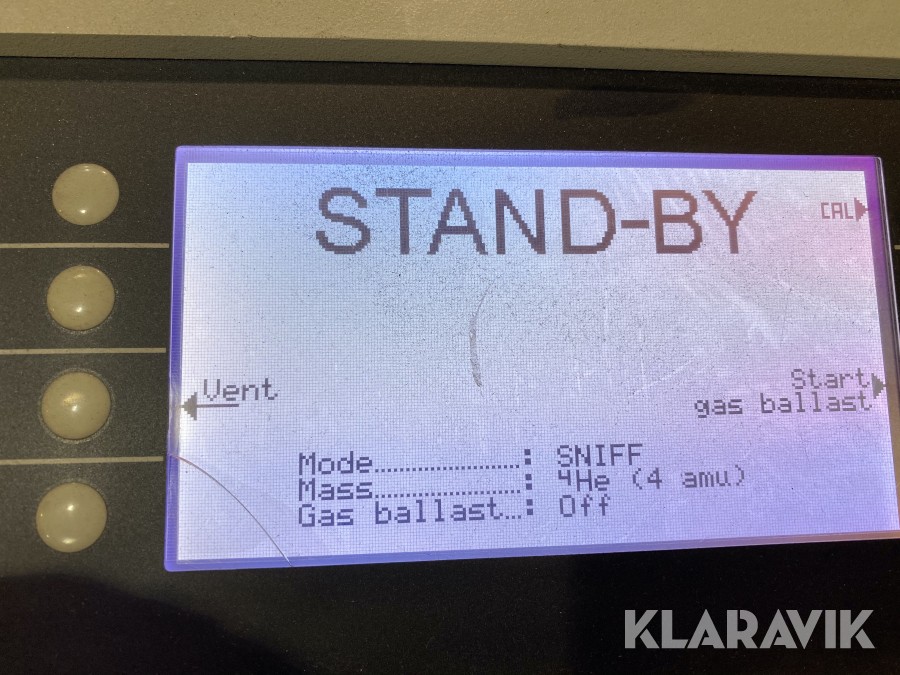 STAND-BY
CAL
Vent
Start
gas ballast
Mode....................: SNIFF
Mass....................: ⁴He (4 amu)
Gas ballast...: Off
KLARAVIK